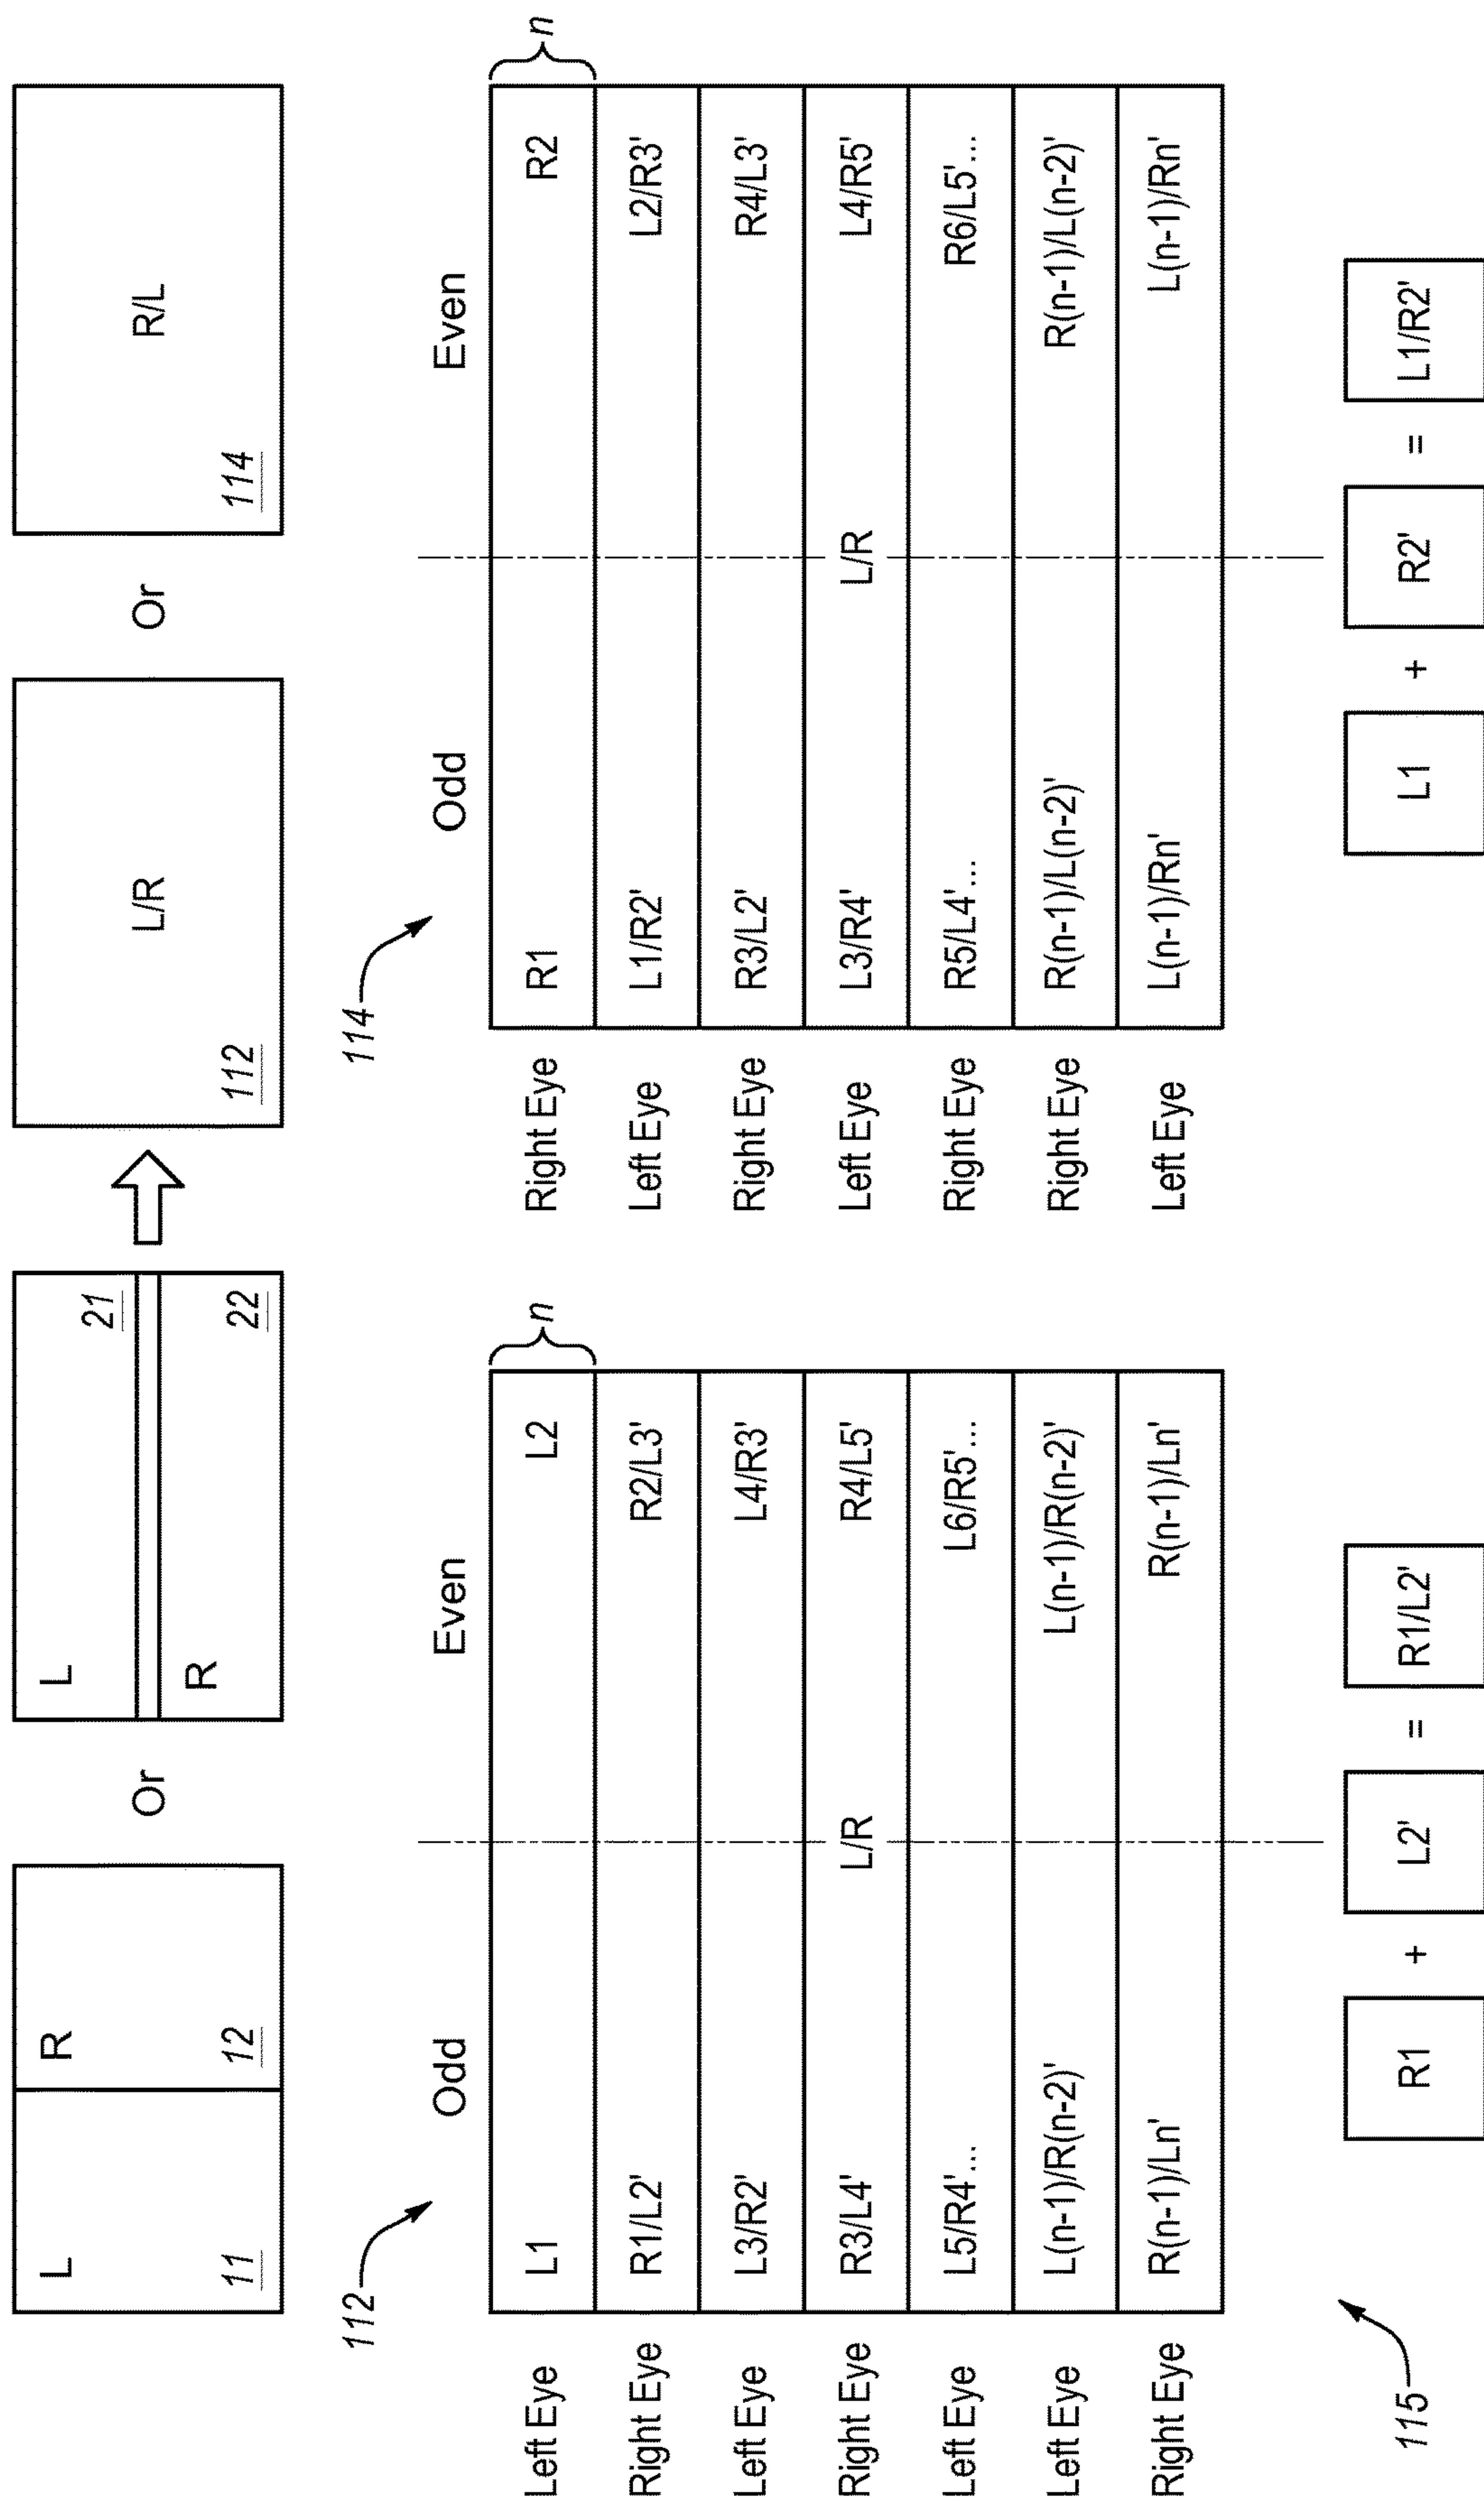 L R Or L Or
11 12 R 21 22 L/R 112 R/L 114
112 114
Odd Even Odd Even
n n
Left Eye L1 L2 Right Eye R1 R2
Right Eye R1/L2' R2/L3' Left Eye L1/R2' L2/R3'
Left Eye L3/R2' L4/R3' Right Eye R3/L2' R4/L3'
Right Eye R3/L4' L/R R4/L5' Left Eye L3/R4' L/R L4/R5'
Left Eye L5/R4'... L6/R5'... Right Eye R5/L4'... R6/L5'...
Left Eye L(n-1)/R(n-2)' L(n-1)/R(n-2)' Right Eye R(n-1)/L(n-2)' R(n-1)/L(n-2)'
Right Eye R(n-1)/Ln' R(n-1)/Ln' Left Eye L(n-1)/Rn' L(n-1)/Rn'
115 R1 + L2' = R1/L2' L1 + R2' = L1/R2'